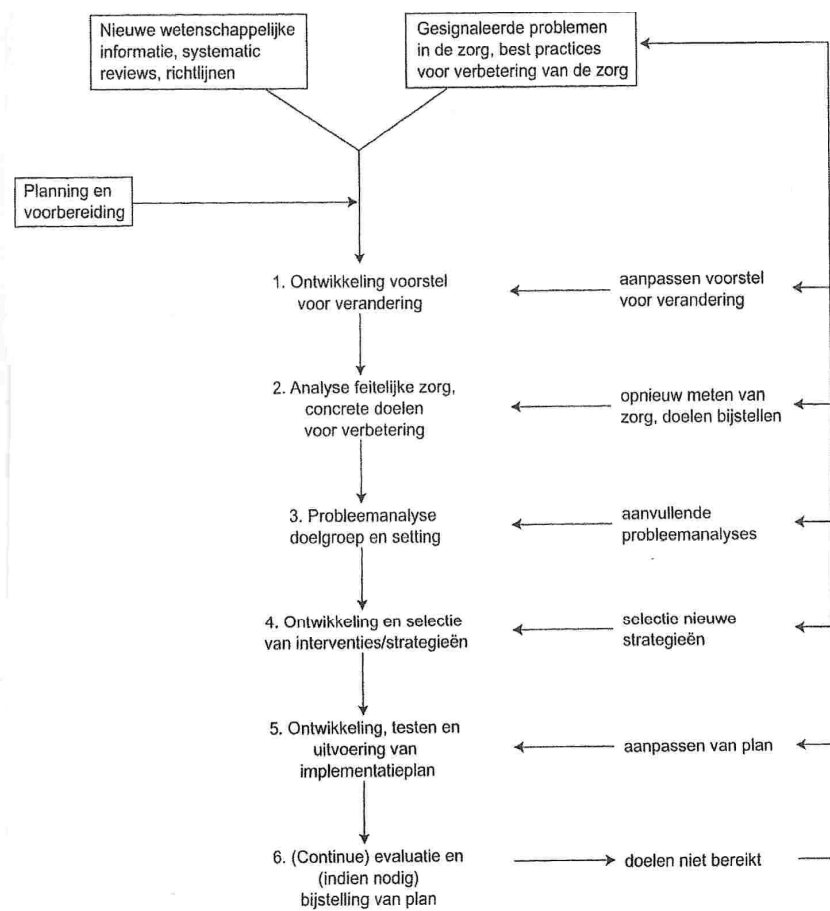 Nieuwe wetenschappelijke
informatie, systematic
reviews, richtlijnen
Gesignaleerde problemen
in de zorg, best practices
voor verbetering van de zorg
Planning en
voorbereiding
1. Ontwikkeling voorstel
voor verandering
aanpassen voorstel
voor verandering
2. Analyse feitelijke zorg,
concrete doelen
voor verbetering
opnieuw meten van
zorg, doelen bijstellen
3. Probleemanalyse
doelgroep en setting
aanvullende
probleemanalyses
4. Ontwikkeling en selectie
van interventies/strategieën
selectie nieuwe
strategieën
5. Ontwikkeling, testen en
uitvoering van
implementatieplan
aanpassen van plan
6. (Continue) evaluatie en
(indien nodig)
bijstelling van plan
doelen niet bereikt